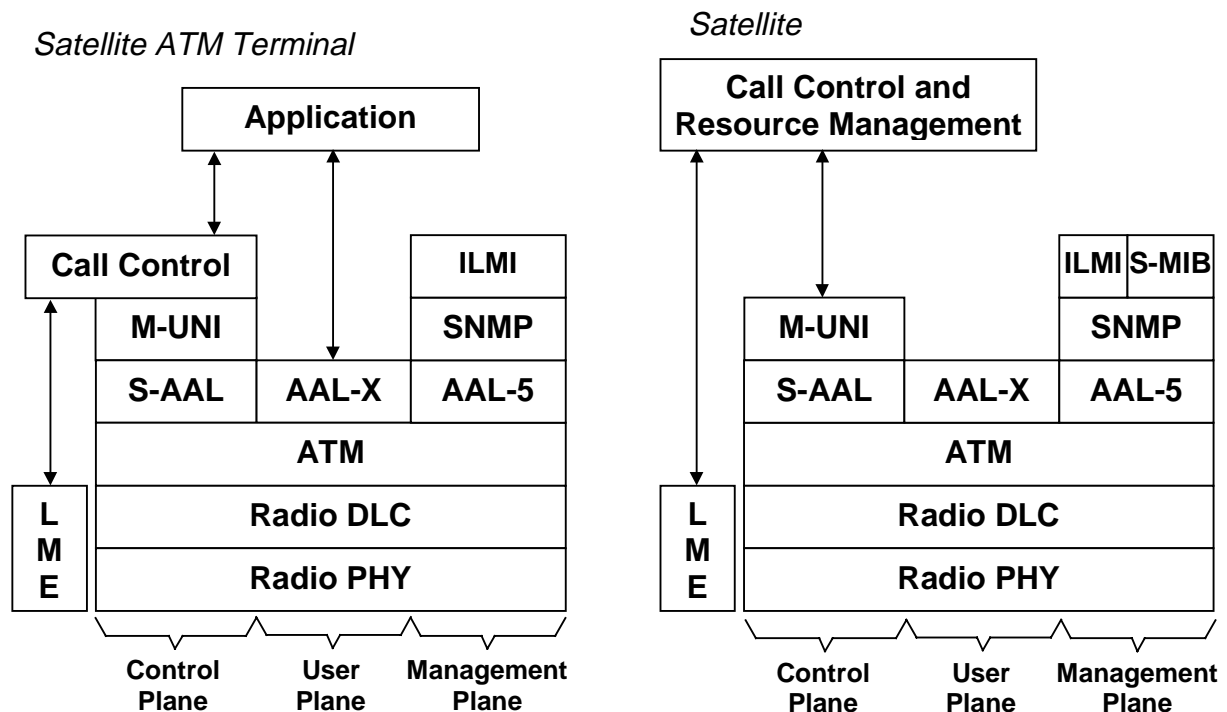 Satellite ATM Terminal
Application
Call Control
ILMI
M-UNI
SNMP
S-AAL
AAL-X
AAL-5
ATM
L
M
E
Radio DLC
Radio PHY
Control
Plane
User
Plane
Management
Plane
Satellite
Call Control and
Resource Management
ILMI
S-MIB
M-UNI
SNMP
S-AAL
AAL-X
AAL-5
ATM
L
M
E
Radio DLC
Radio PHY
Control
Plane
User
Plane
Management
Plane